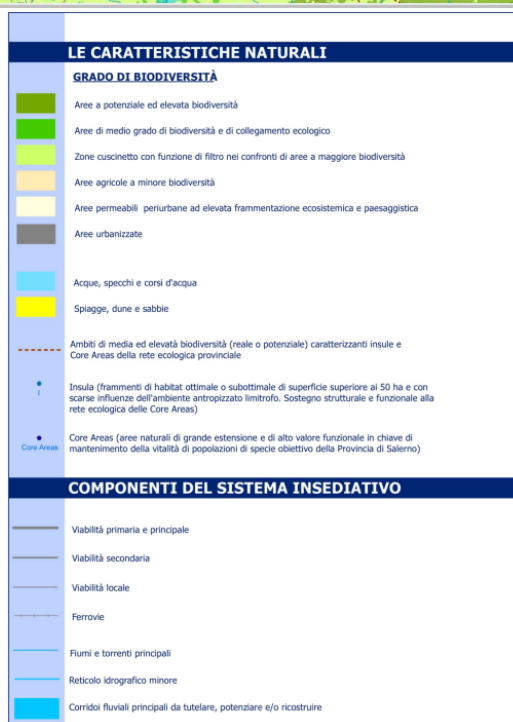 LE CARATTERISTICHE NATURALI
GRADO DI BIODIVERSITÀ
Aree a potenziale ed elevata biodiversità
Aree di medio grado di biodiversità e di collegamento ecologico
Zone cuscinetto con funzione di filtro nei confronti di aree a maggiore biodiversità
Aree agricole a minore biodiversità
Aree permeabili periurbane ad elevata frammentazione ecosistemica e paesaggistica
Aree urbanizzate
Acque, specchi e corsi d'acqua
Spiagge, dune e sabbie
Ambiti di media ed elevatà biodiversità (reale o potenziale) caratterizzanti insule e
Core Areas della rete ecologica provinciale
I
Insula (frammenti di habitat ottimale o subottimale di superficie superiore ai 50 ha e con
scarse influenze dell'ambiente antropizzato limitrofo. Sostegno strutturale e funzionale alla
rete ecologica delle Core Areas)
Core Areas
Core Areas (aree naturali di grande estensione e di alto valore funzionale in chiave di
mantenimento della vitalità di popolazioni di specie obiettivo della Provincia di Salerno)
COMPONENTI DEL SISTEMA INSEDIATIVO
Viabilità primaria e principale
Viabilità secondaria
Viabilità locale
Ferrovie
Fiumi e torrenti principali
Reticolo idrografico minore
Corridoi fluviali principali da tutelare, potenziare e/o ricostruire